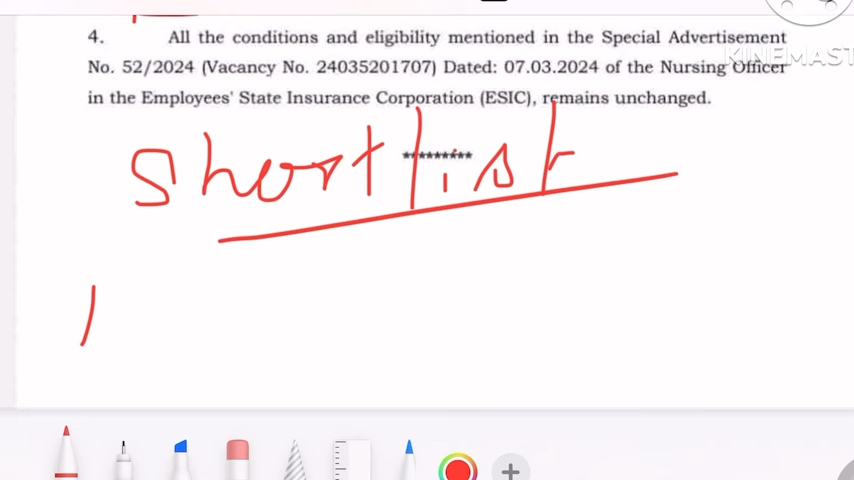 KINEMAST
4. All the conditions and eligibility mentioned in the Special Advertisement
No. 52/2024 (Vacancy No. 24035201707) Dated: 07.03.2024 of the Nursing Officer
in the Employees' State Insurance Corporation (ESIC), remains unchanged.
*********
Shortlist